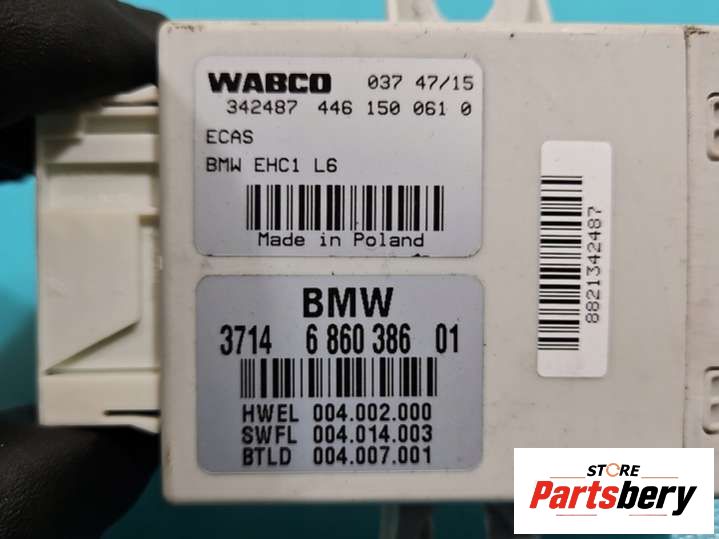 WABCO 037 47/15
342487 446 150 061 0
ECAS
BMW EHC1 L6
Made in Poland
BMW
3714 6 860 386 01
HWEL 004.002.000
SWFL 004.014.003
BTLD 004.007.001
8821342487
STORE
Partsbery